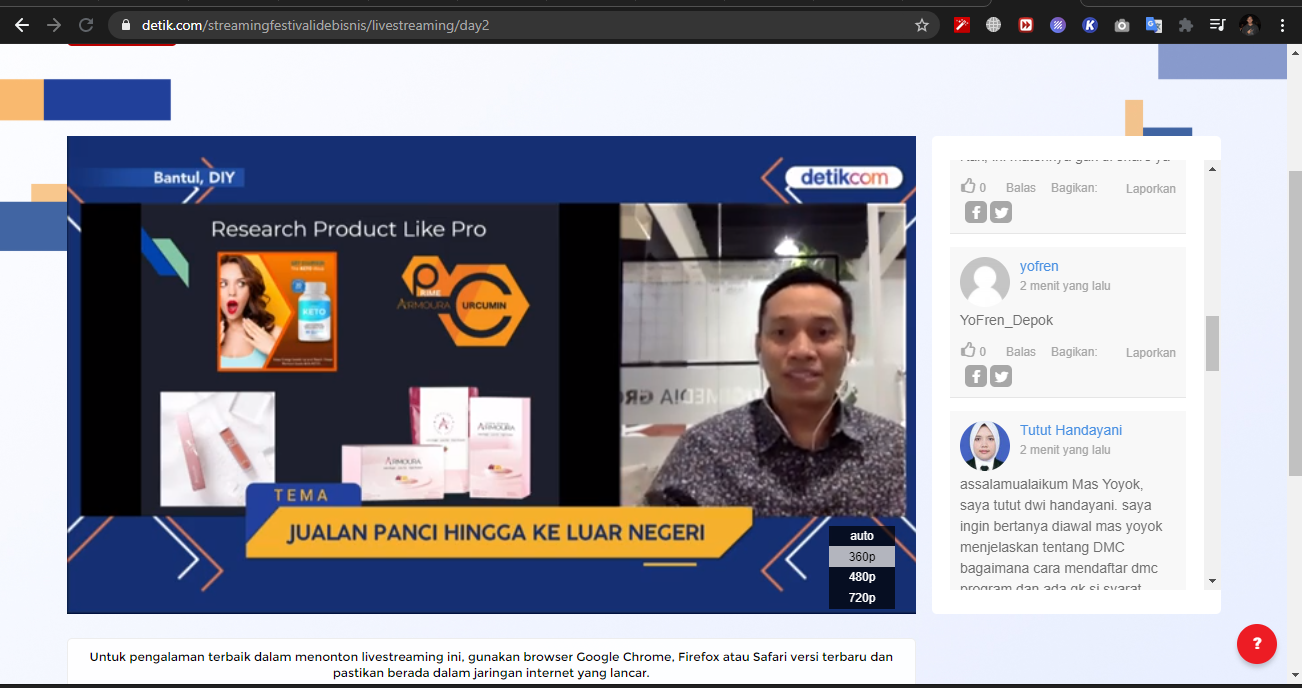 detik.com/streamingfestivalidebisnis/livestreaming/day2
Bantul, DIY
detikcom
Research Product Like Pro
KETO
PRIME
ARMOURA
CURCUMIN
ARMOURA
ARMOURA
ARMOURA
TEMA
JUALAN PANCI HINGGA KE LUAR NEGERI
auto
360p
480p
720p
0 Balas Bagikan: Laporkan
yofren
2 menit yang lalu
YoFren_Depok
0 Balas Bagikan: Laporkan
Tutut Handayani
2 menit yang lalu
assalamualaikum Mas Yoyok,
saya tutut dwi handayani. saya
ingin bertanya diawal mas yoyok
menjelaskan tentang DMC
bagaimana cara mendaftar dmc
program dan ada gk si syarat
Untuk pengalaman terbaik dalam menonton livestreaming ini, gunakan browser Google Chrome, Firefox atau Safari versi terbaru dan
pastikan berada dalam jaringan internet yang lancar.
?